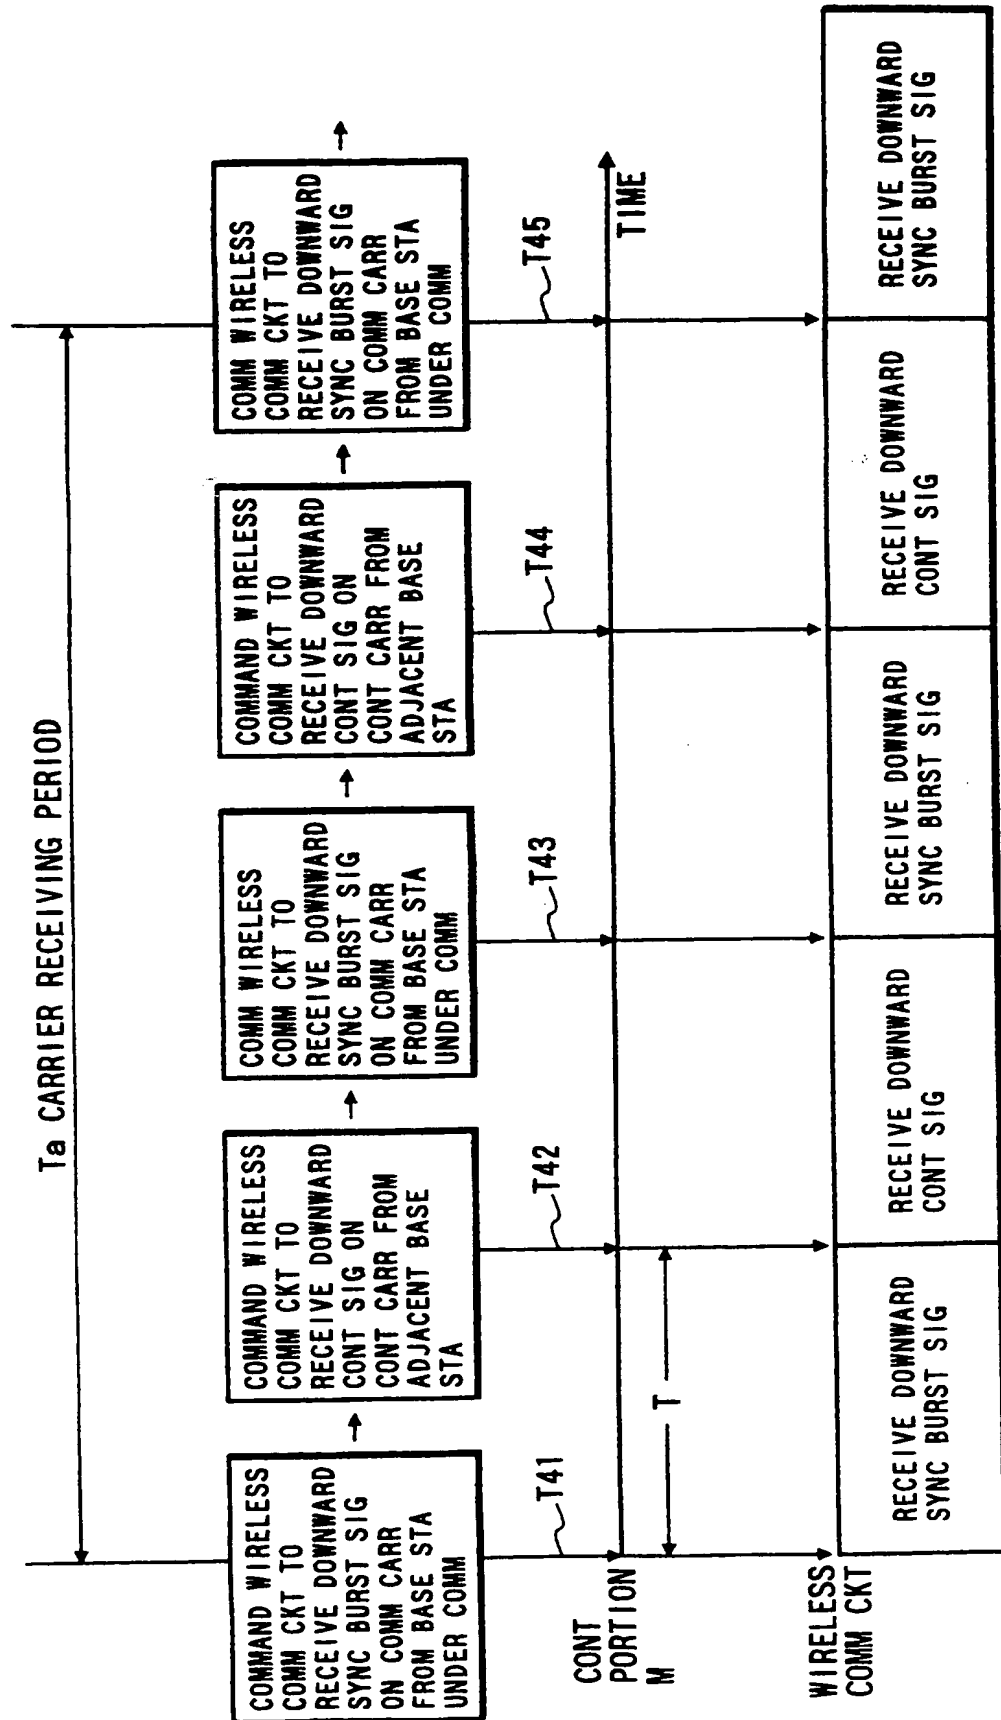 Ta CARRIER RECEIVING PERIOD
COMMAND WIRELESS
COMM CKT TO
RECEIVE DOWNWARD
SYNC BURST SIG
ON COMM CARR
FROM BASE STA
UNDER COMM
COMMAND WIRELESS
COMM CKT TO
RECEIVE DOWNWARD
CONT SIG ON
CONT CARR FROM
ADJACENT BASE
STA
COMM WIRELESS
COMM CKT TO
RECEIVE DOWNWARD
SYNC BURST SIG
ON COMM CARR
FROM BASE STA
UNDER COMM
COMMAND WIRELESS
COMM CKT TO
RECEIVE DOWNWARD
CONT SIG ON
CONT CARR FROM
ADJACENT BASE
STA
COMM WIRELESS
COMM CKT TO
RECEIVE DOWNWARD
SYNC BURST SIG
ON COMM CARR
FROM BASE STA
UNDER COMM
T41
T42
T43
T44
T45
CONT
PORTION
M
TIME
T
WIRELESS
COMM CKT
RECEIVE DOWNWARD
SYNC BURST SIG
RECEIVE DOWNWARD
CONT SIG
RECEIVE DOWNWARD
SYNC BURST SIG
RECEIVE DOWNWARD
CONT SIG
RECEIVE DOWNWARD
SYNC BURST SIG